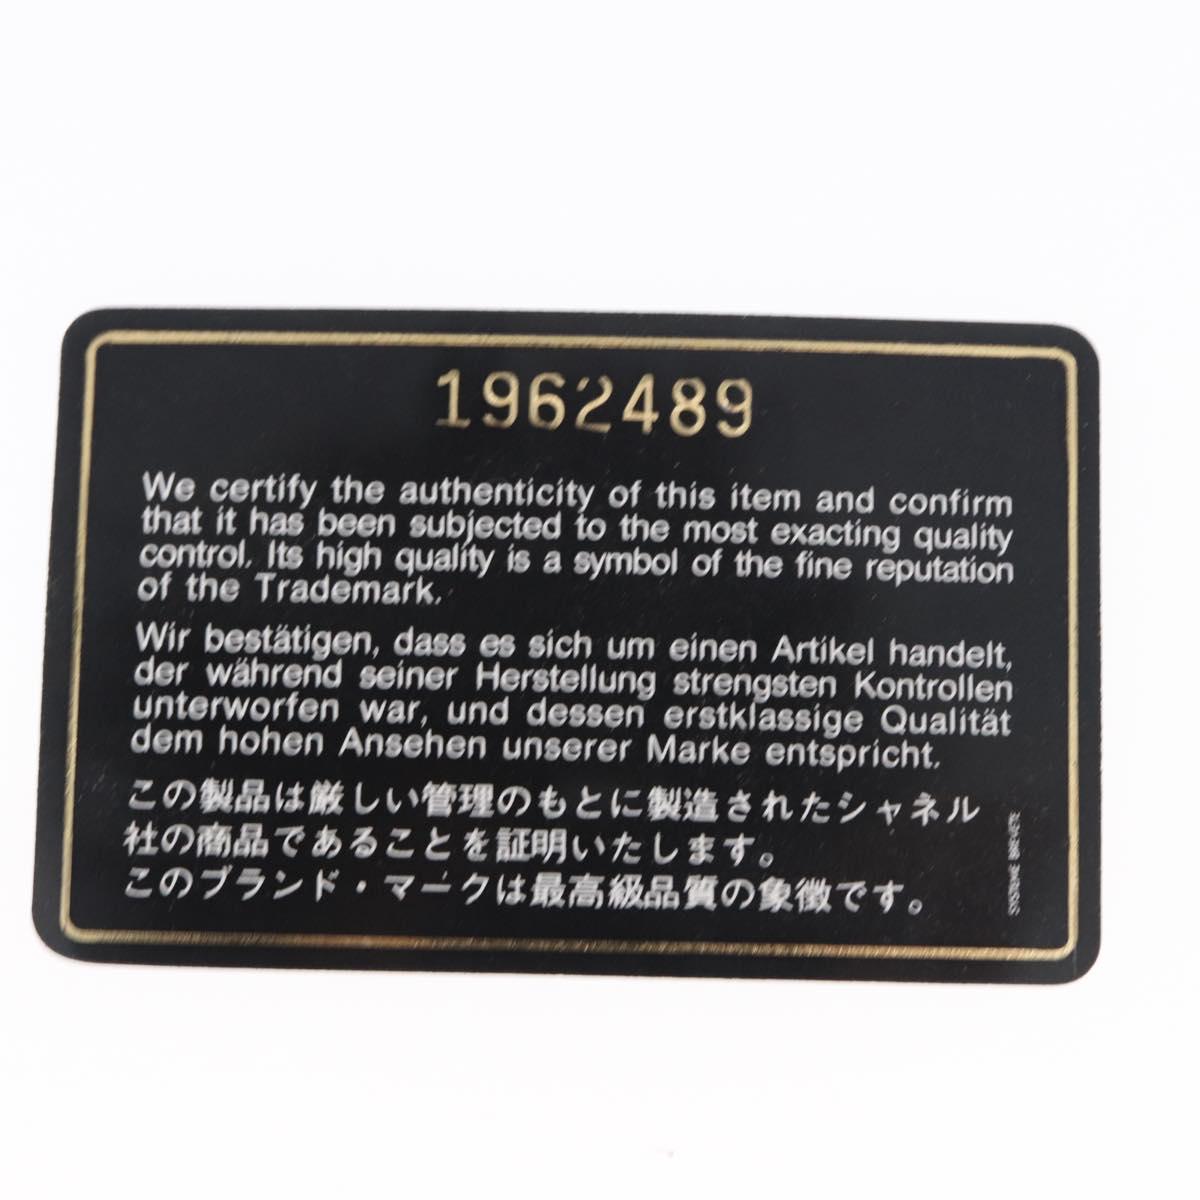 1962489
We certify the authenticity of this item and confirm
that it has been subjected to the most exacting quality
control. Its high quality is a symbol of the fine reputation
of the Trademark.
Wir bestätigen, dass es sich um einen Artikel handelt,
der während seiner Herstellung strengsten Kontrollen
unterworfen war, und dessen erstklassige Qualität
dem hohen Ansehen unserer Marke entspricht.
この製品は厳しい管理のもとに製造されたシャネル
社の商品であることを証明いたします。
このブランド・マークは最高級品質の象徴です。
SYSTEME BREVETE